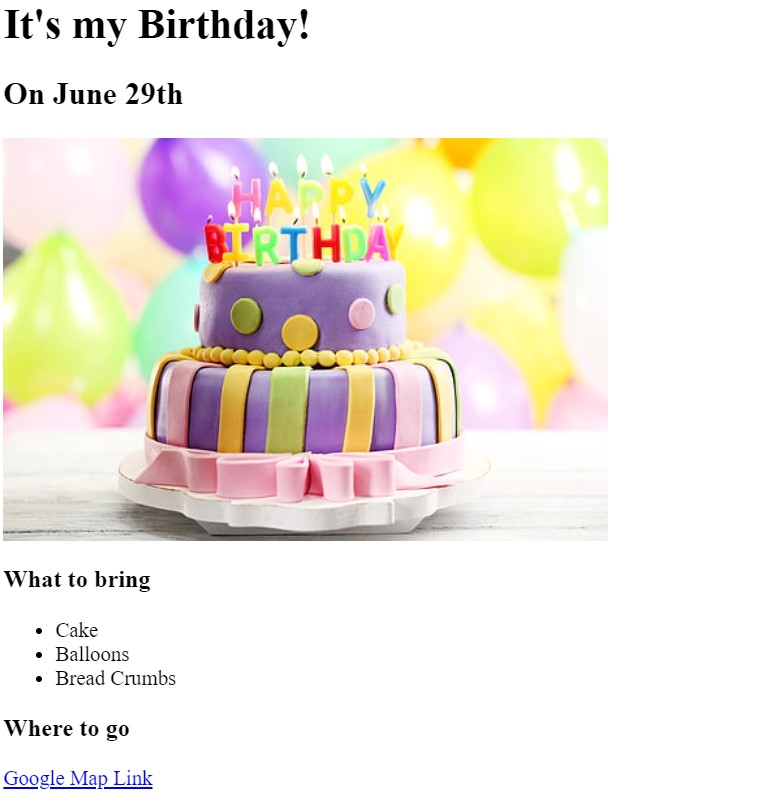 It's my Birthday!
On June 29th
HAPPY
BIRTHDAY
What to bring
Cake
Balloons
Bread Crumbs
Where to go
Google Map Link